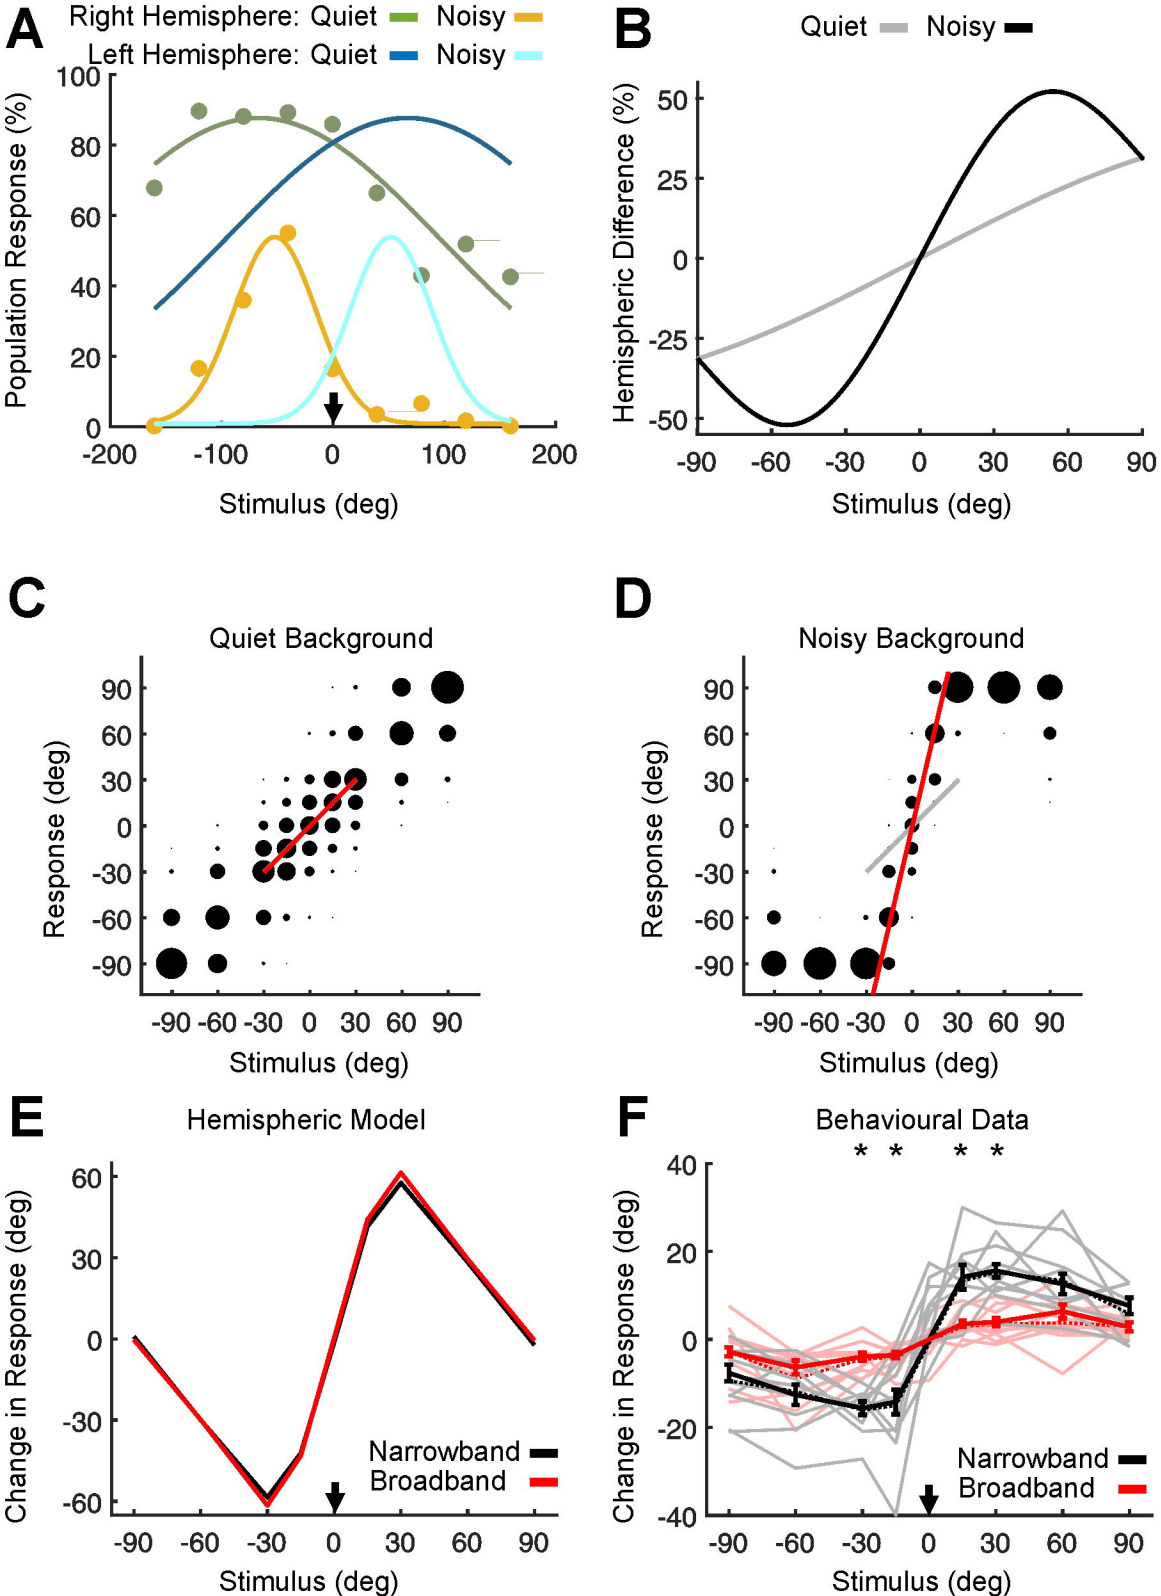 A
Right Hemisphere: Quiet Noisy
Left Hemisphere: Quiet Noisy
Population Response (%)
100
80
60
40
20
0
-200 -100 0 100 200
Stimulus (deg)
B
Quiet Noisy
Hemispheric Difference (%)
50
25
0
-25
-50
-90 -60 -30 0 30 60 90
Stimulus (deg)
C
Quiet Background
Response (deg)
90
60
30
0
-30
-60
-90
-90 -60 -30 0 30 60 90
Stimulus (deg)
D
Noisy Background
Response (deg)
90
60
30
0
-30
-60
-90
-90 -60 -30 0 30 60 90
Stimulus (deg)
E
Hemispheric Model
Change in Response (deg)
60
30
0
-30
-60
Narrowband
Broadband
-90 -60 -30 0 30 60 90
Stimulus (deg)
F
Behavioural Data
* * * *
Change in Response (deg)
40
20
0
-20
-40
Narrowband
Broadband
-90 -60 -30 0 30 60 90
Stimulus (deg)